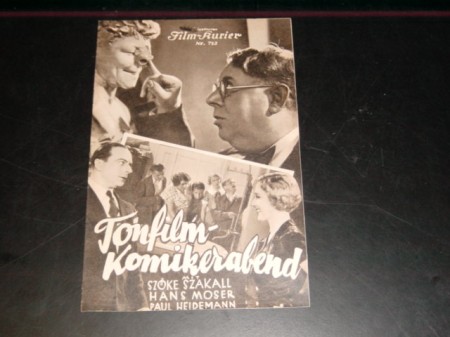 Film-Kurier
Tonfilm-
Komikerabend
SZÖKE SZAKALL
HANS MOSER
PAUL HEIDEMANN